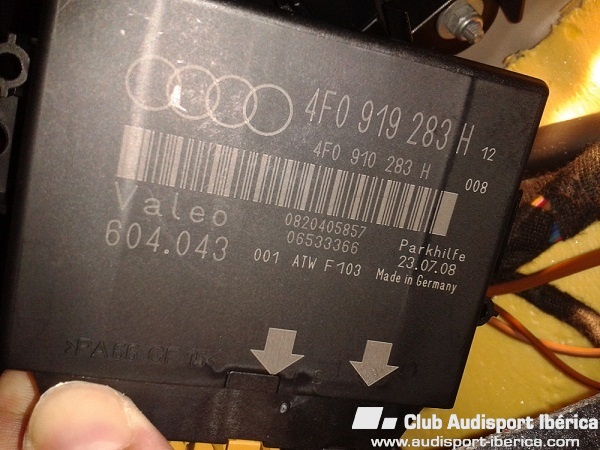 4F0 919 283 H 12
4F0 910 283 H
008
Valeo
604.043
0820405857
06533366
001 ATW F-103
Parkhilfe
23.07.08
Made in Germany
Club Audisport Ibérica
www.audisport-iberica.com